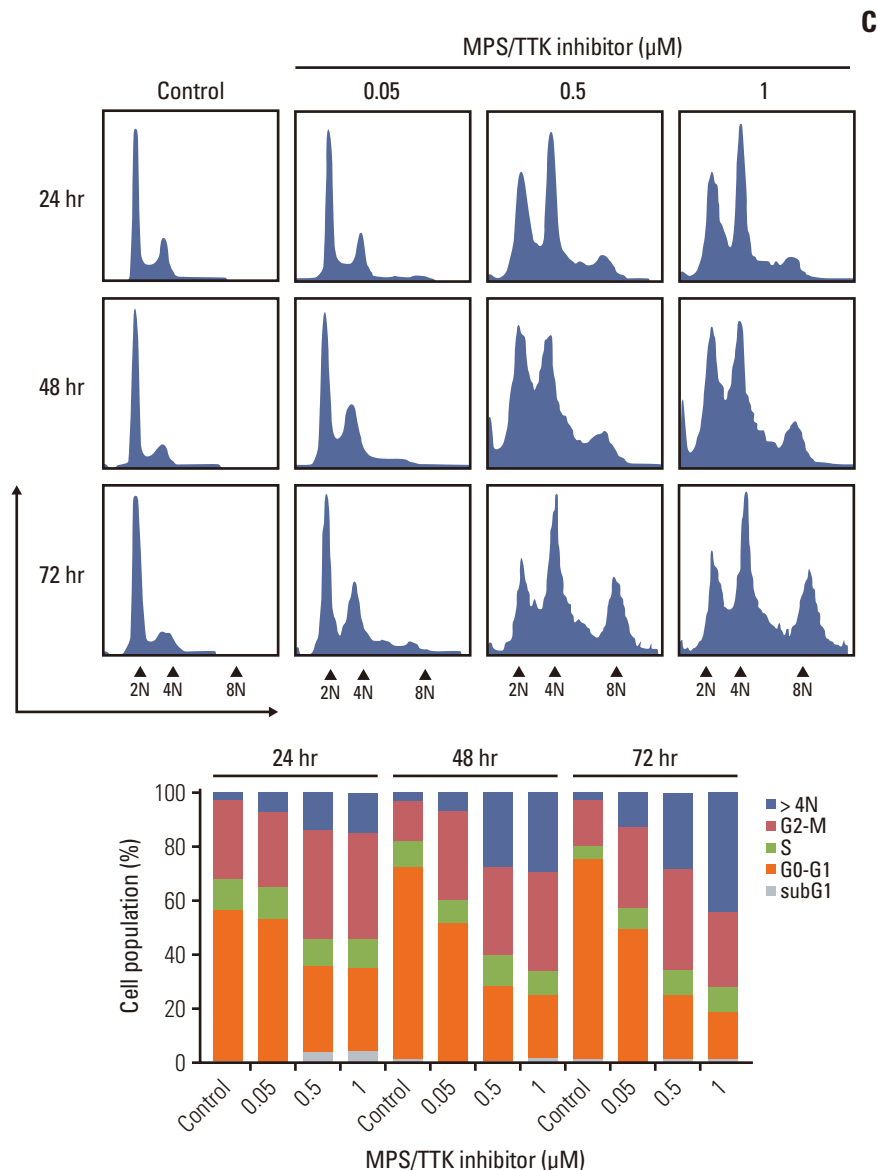 C
MPS/TTK inhibitor (µM)
Control 0.05 0.5 1
24 hr
48 hr
72 hr
2N 4N 8N 2N 4N 8N 2N 4N 8N 2N 4N 8N
24 hr 48 hr 72 hr
Cell population (%)
100
80
60
40
20
0
> 4N
G2-M
S
G0-G1
subG1
Control 0.05 0.5 1 Control 0.05 0.5 1 Control 0.05 0.5 1
MPS/TTK inhibitor (µM)